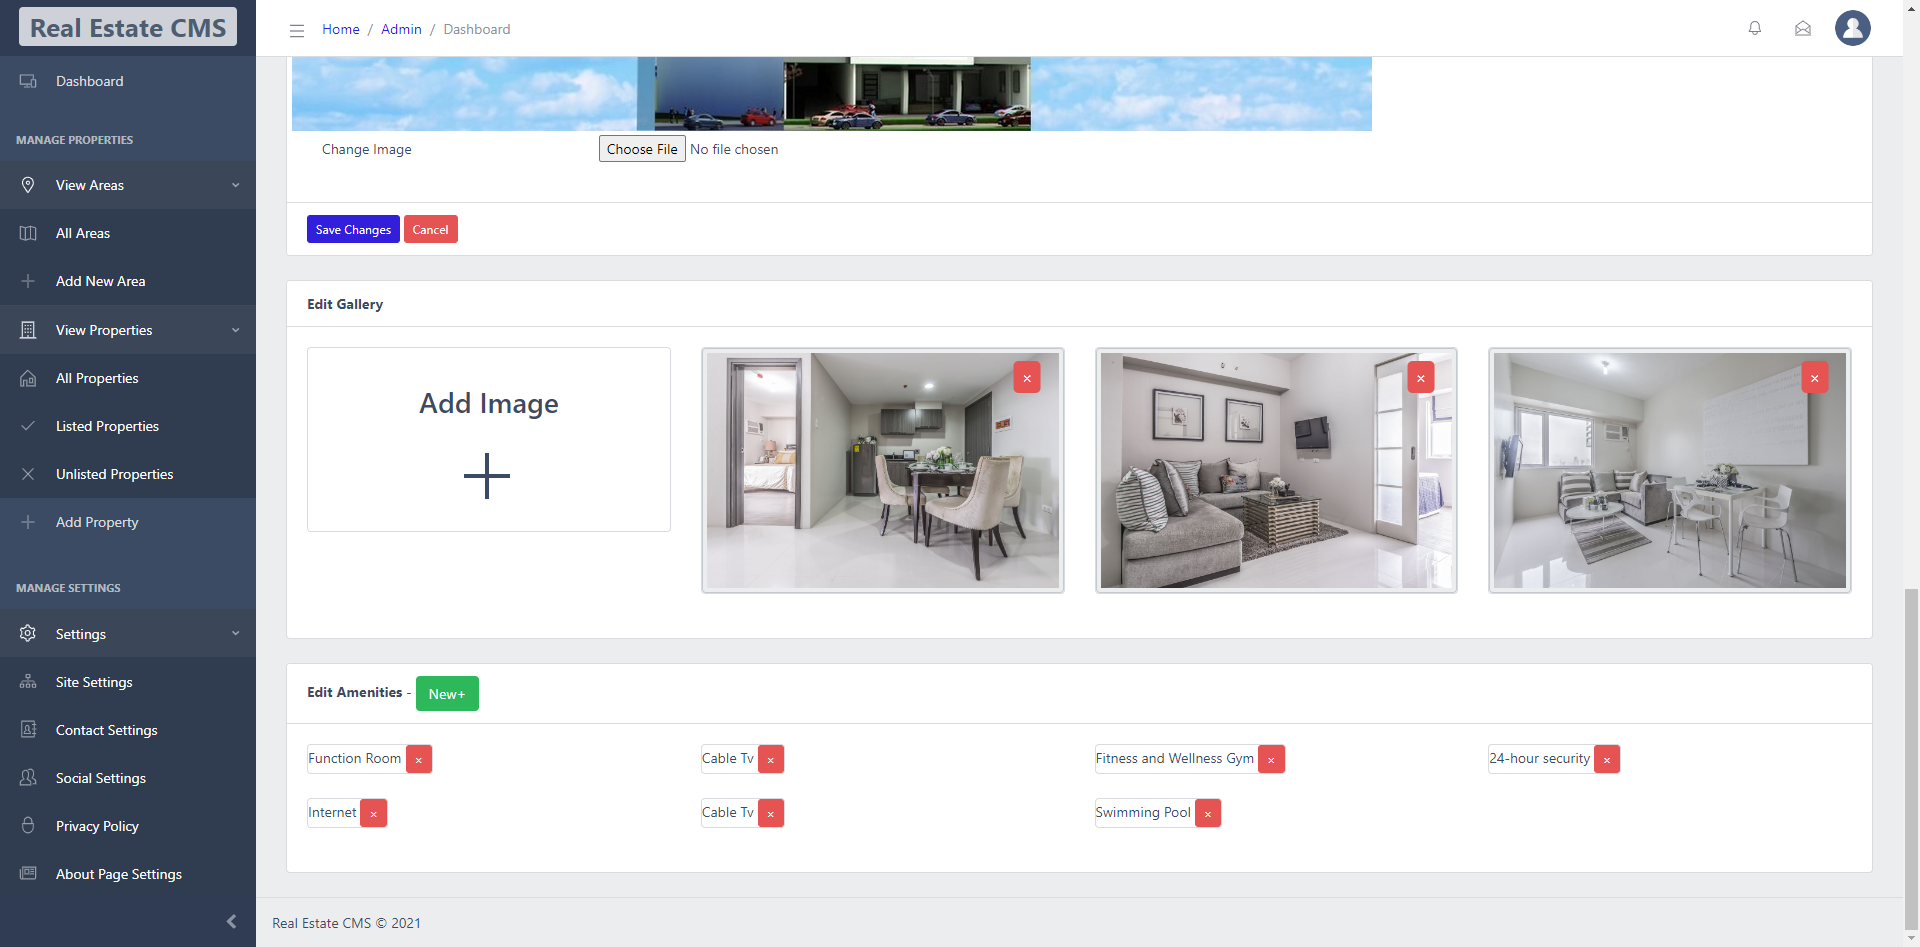 Real Estate CMS
Home / Admin / Dashboard
Dashboard
MANAGE PROPERTIES
View Areas
All Areas
Add New Area
View Properties
All Properties
Listed Properties
Unlisted Properties
Add Property
MANAGE SETTINGS
Settings
Site Settings
Contact Settings
Social Settings
Privacy Policy
About Page Settings
Change Image Choose File No file chosen
Save Changes Cancel
Edit Gallery
Add Image
Edit Amenities - New+
Function Room × Cable Tv × Fitness and Wellness Gym × 24-hour security ×
Internet × Cable Tv × Swimming Pool ×
Real Estate CMS © 2021